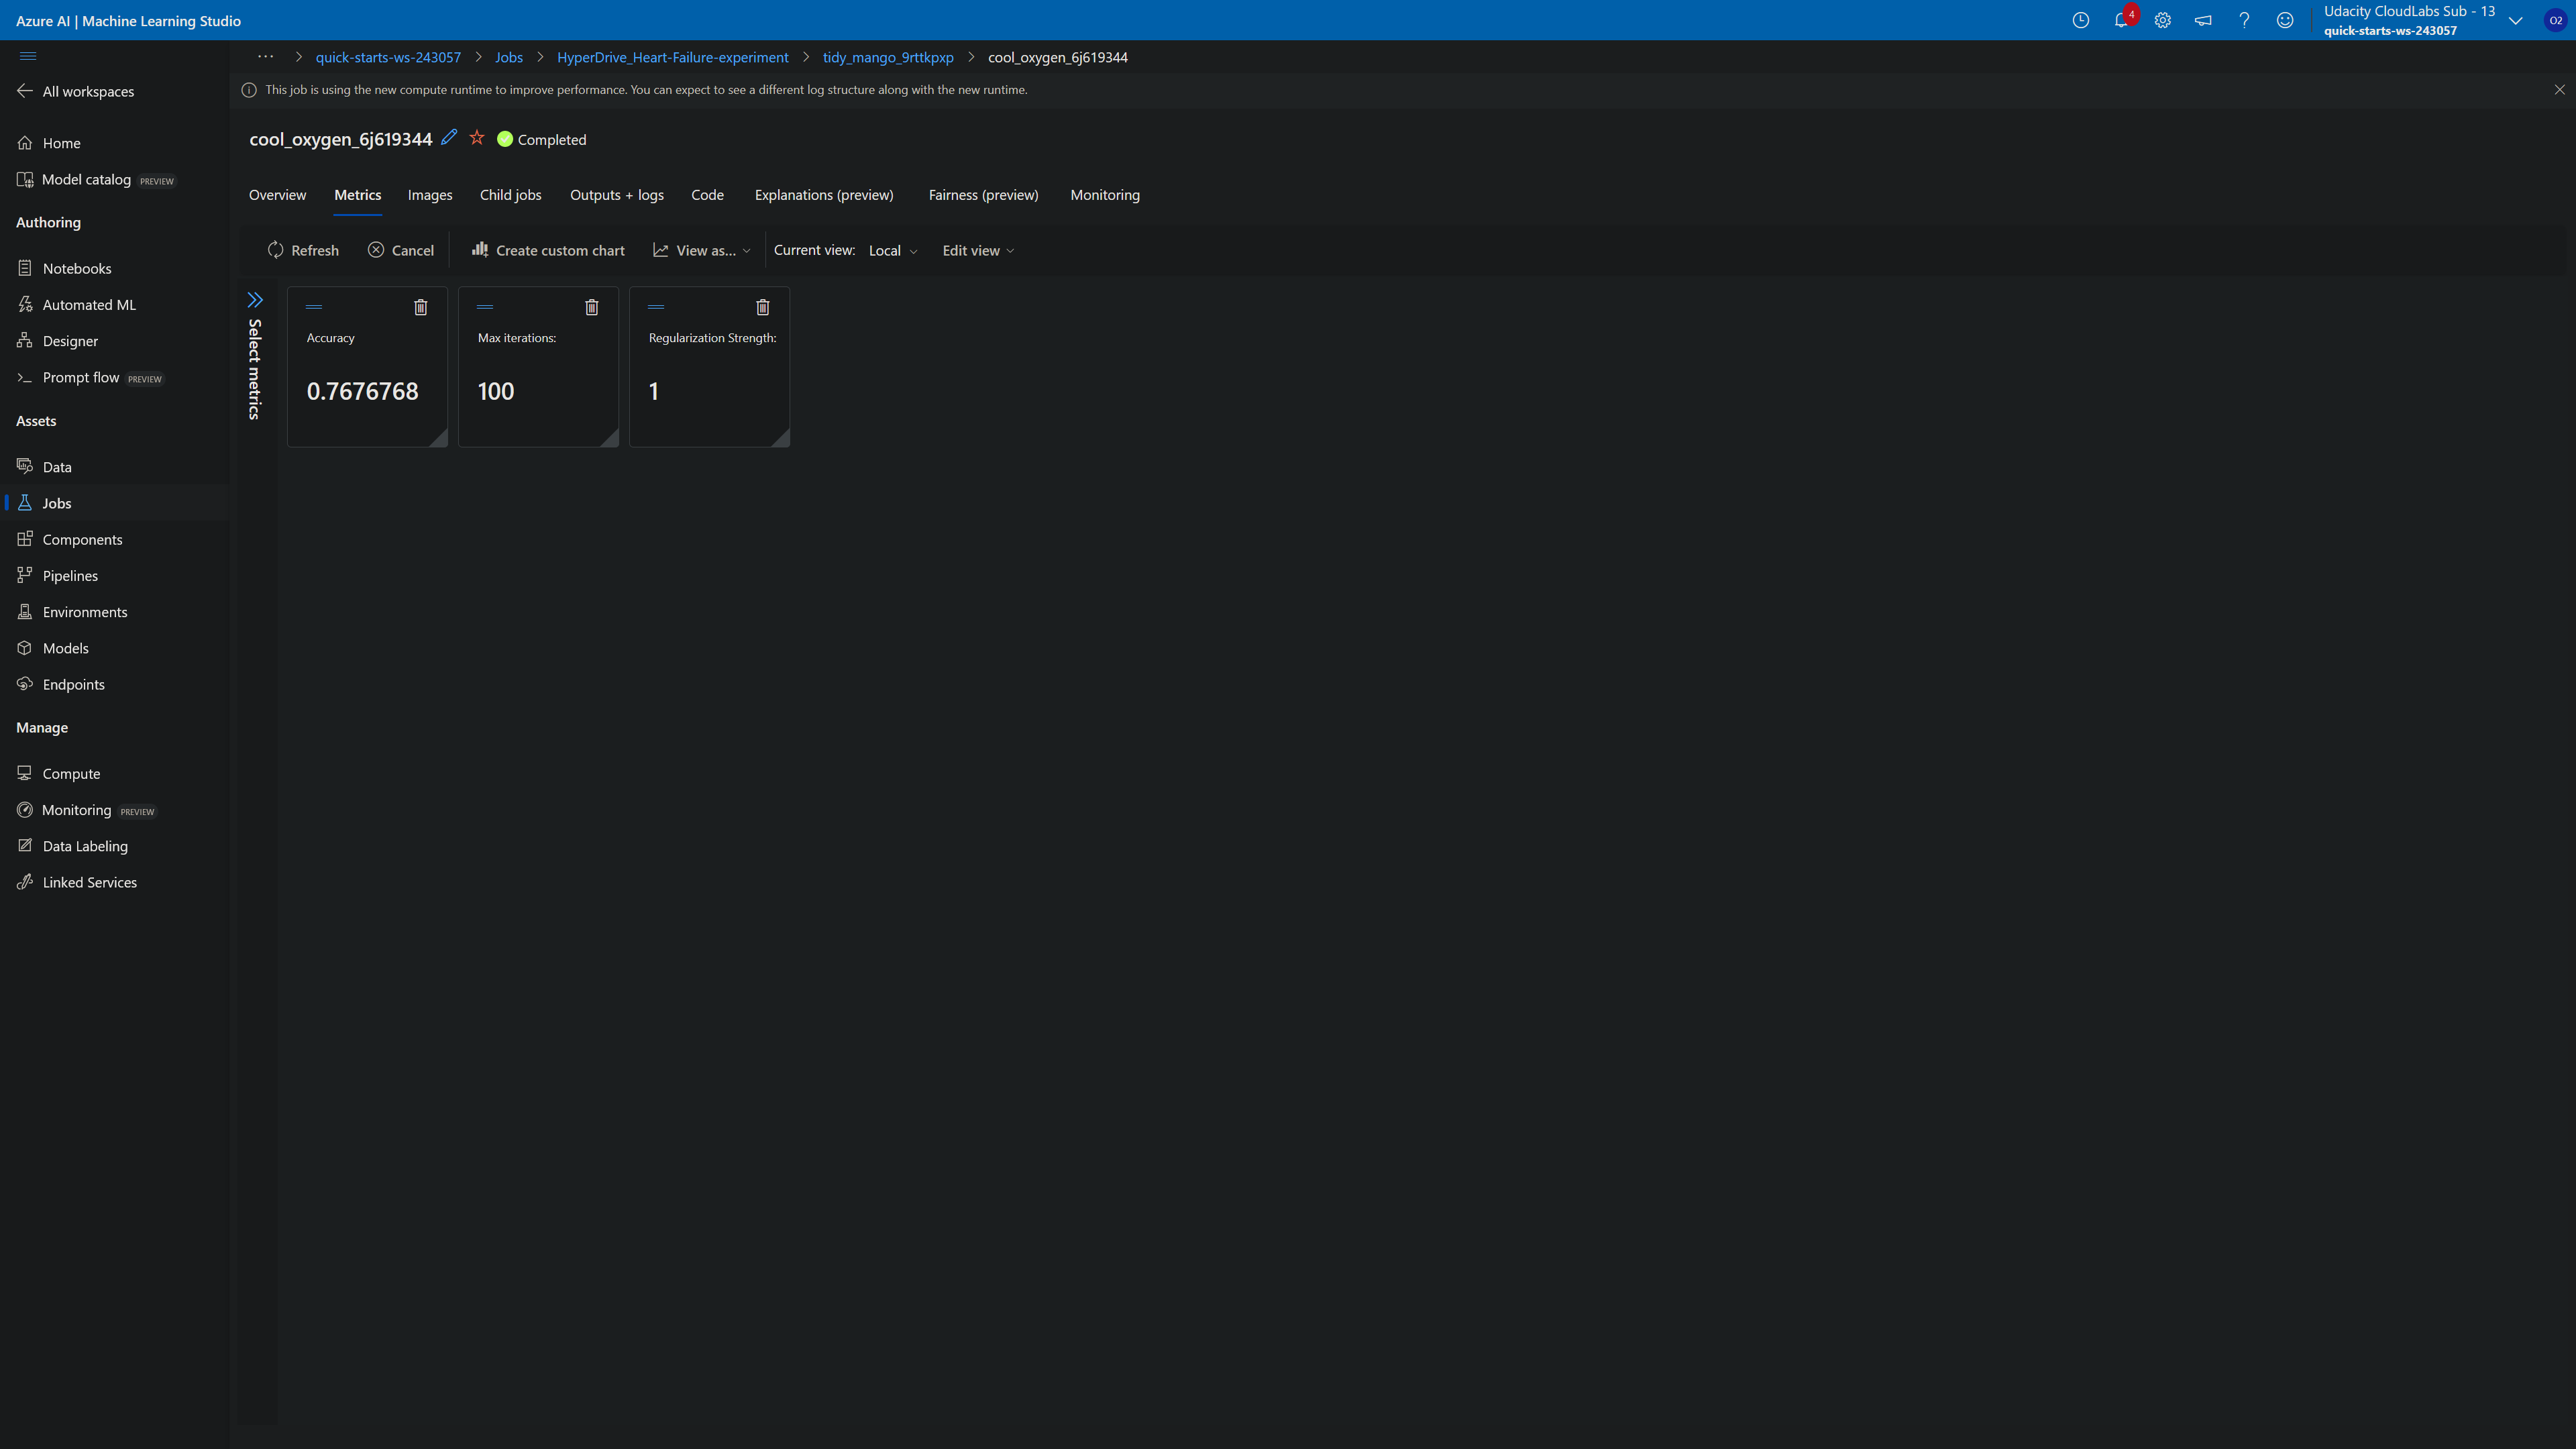 Azure AI | Machine Learning Studio
4
Udacity CloudLabs Sub - 13
quick-starts-ws-243057
O2
... > quick-starts-ws-243057 > Jobs > HyperDrive_Heart-Failure-experiment > tidy_mango_9rttkpxp > cool_oxygen_6j619344
This job is using the new compute runtime to improve performance. You can expect to see a different log structure along with the new runtime.
All workspaces
Home
Model catalog PREVIEW
Authoring
Notebooks
Automated ML
Designer
Prompt flow PREVIEW
Assets
Data
Jobs
Components
Pipelines
Environments
Models
Endpoints
Manage
Compute
Monitoring PREVIEW
Data Labeling
Linked Services
cool_oxygen_6j619344 Completed
Overview Metrics Images Child jobs Outputs + logs Code Explanations (preview) Fairness (preview) Monitoring
Refresh Cancel Create custom chart View as... Current view: Local Edit view
Select metrics
Accuracy
0.7676768
Max iterations:
100
Regularization Strength:
1